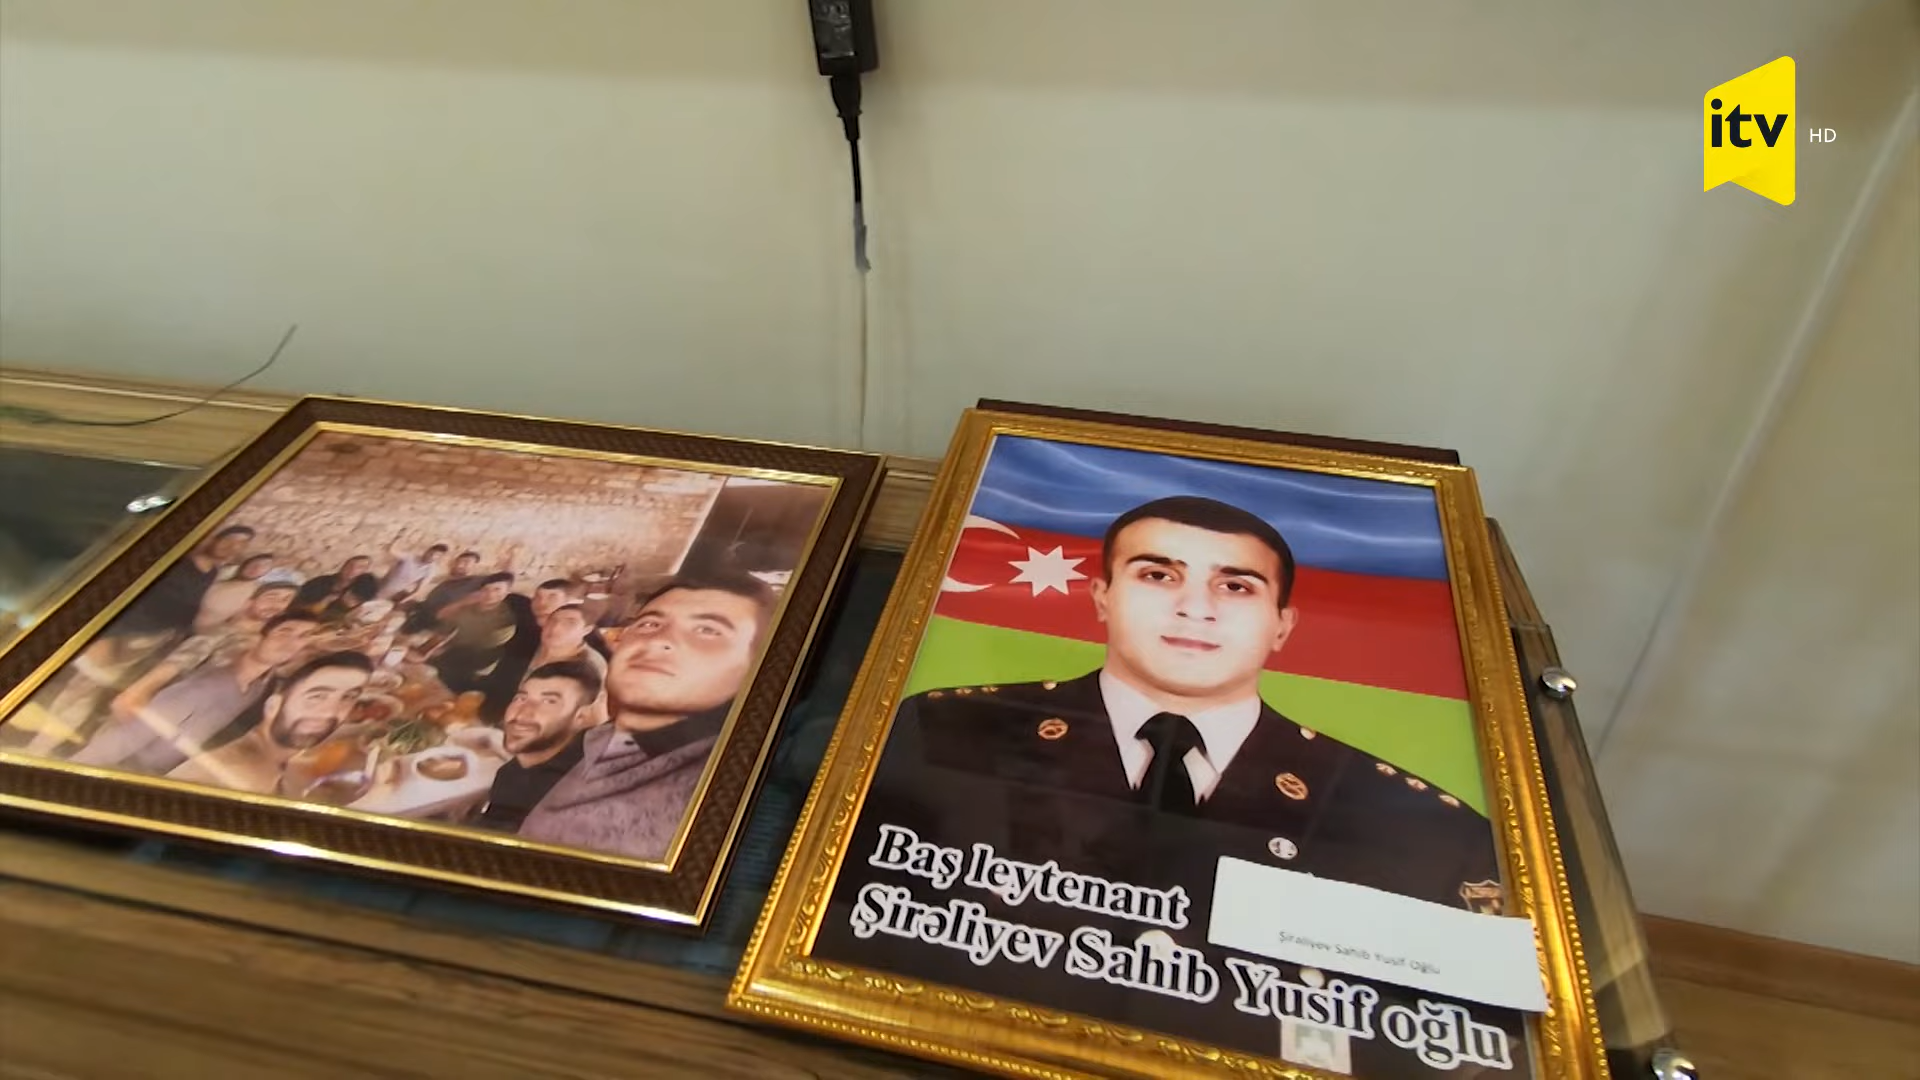 itv HD
Baş leytenant
Şirəliyev Sahib Yusif oğlu
Şirəliyev Sahib Yusif Oğlu